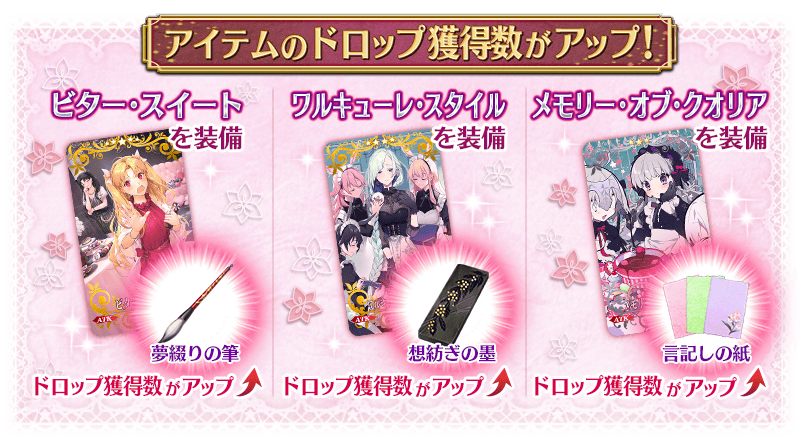 アイテムのドロップ獲得数がアップ！
ビター・スイート
を装備
ATK
夢綴りの筆
ドロップ獲得数がアップ
ワルキューレ・スタイル
を装備
ATK
想紡ぎの墨
ドロップ獲得数がアップ
メモリー・オブ・クオリア
を装備
ATK
言記しの紙
ドロップ獲得数がアップ